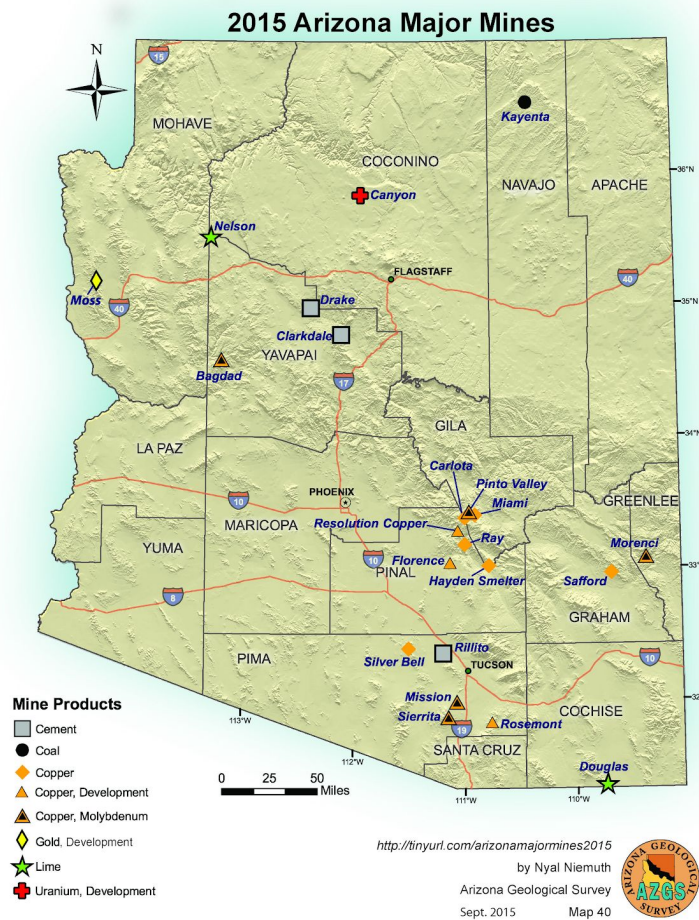 2015 Arizona Major Mines
N
15
MOHAVE
Kayenta
COCONINO
36°N
NAVAJO
APACHE
Canyon
Nelson
FLAGSTAFF
40
Moss
40
Drake
35°N
Clarkdale
YAVAPAI
Bagdad
17
34°N
GILA
LA PAZ
Carlota
Pinto Valley
PHOENIX
Miami
GREENLEE
10
Resolution Copper
MARICOPA
Ray
Morenci
YUMA
10
Florence
33°N
PINAL
Hayden Smelter
Safford
8
GRAHAM
Rillito
PIMA
10
Silver Bell
TUCSON
Mission
32°
COCHISE
Sierrita
Rosemont
19
113°W
SANTA CRUZ
112°W
Douglas
111°W
110°W
0 25 50
Miles
Mine Products
Cement
Coal
Copper
Copper, Development
Copper, Molybdenum
Gold, Development
Lime
Uranium, Development
http://tinyurl.com/arizonamajormines2015
by Nyal Niemuth
Arizona Geological Survey
Sept. 2015 Map 40
ARIZONA GEOLOGICAL
AZGS
SURVEY